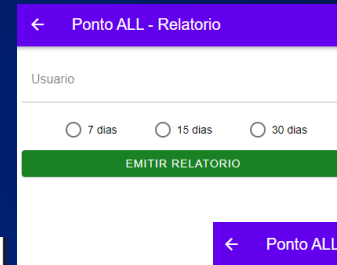 Ponto ALL - Relatorio
Usuario
7 dias 15 dias 30 dias
EMITIR RELATORIO
Ponto ALL